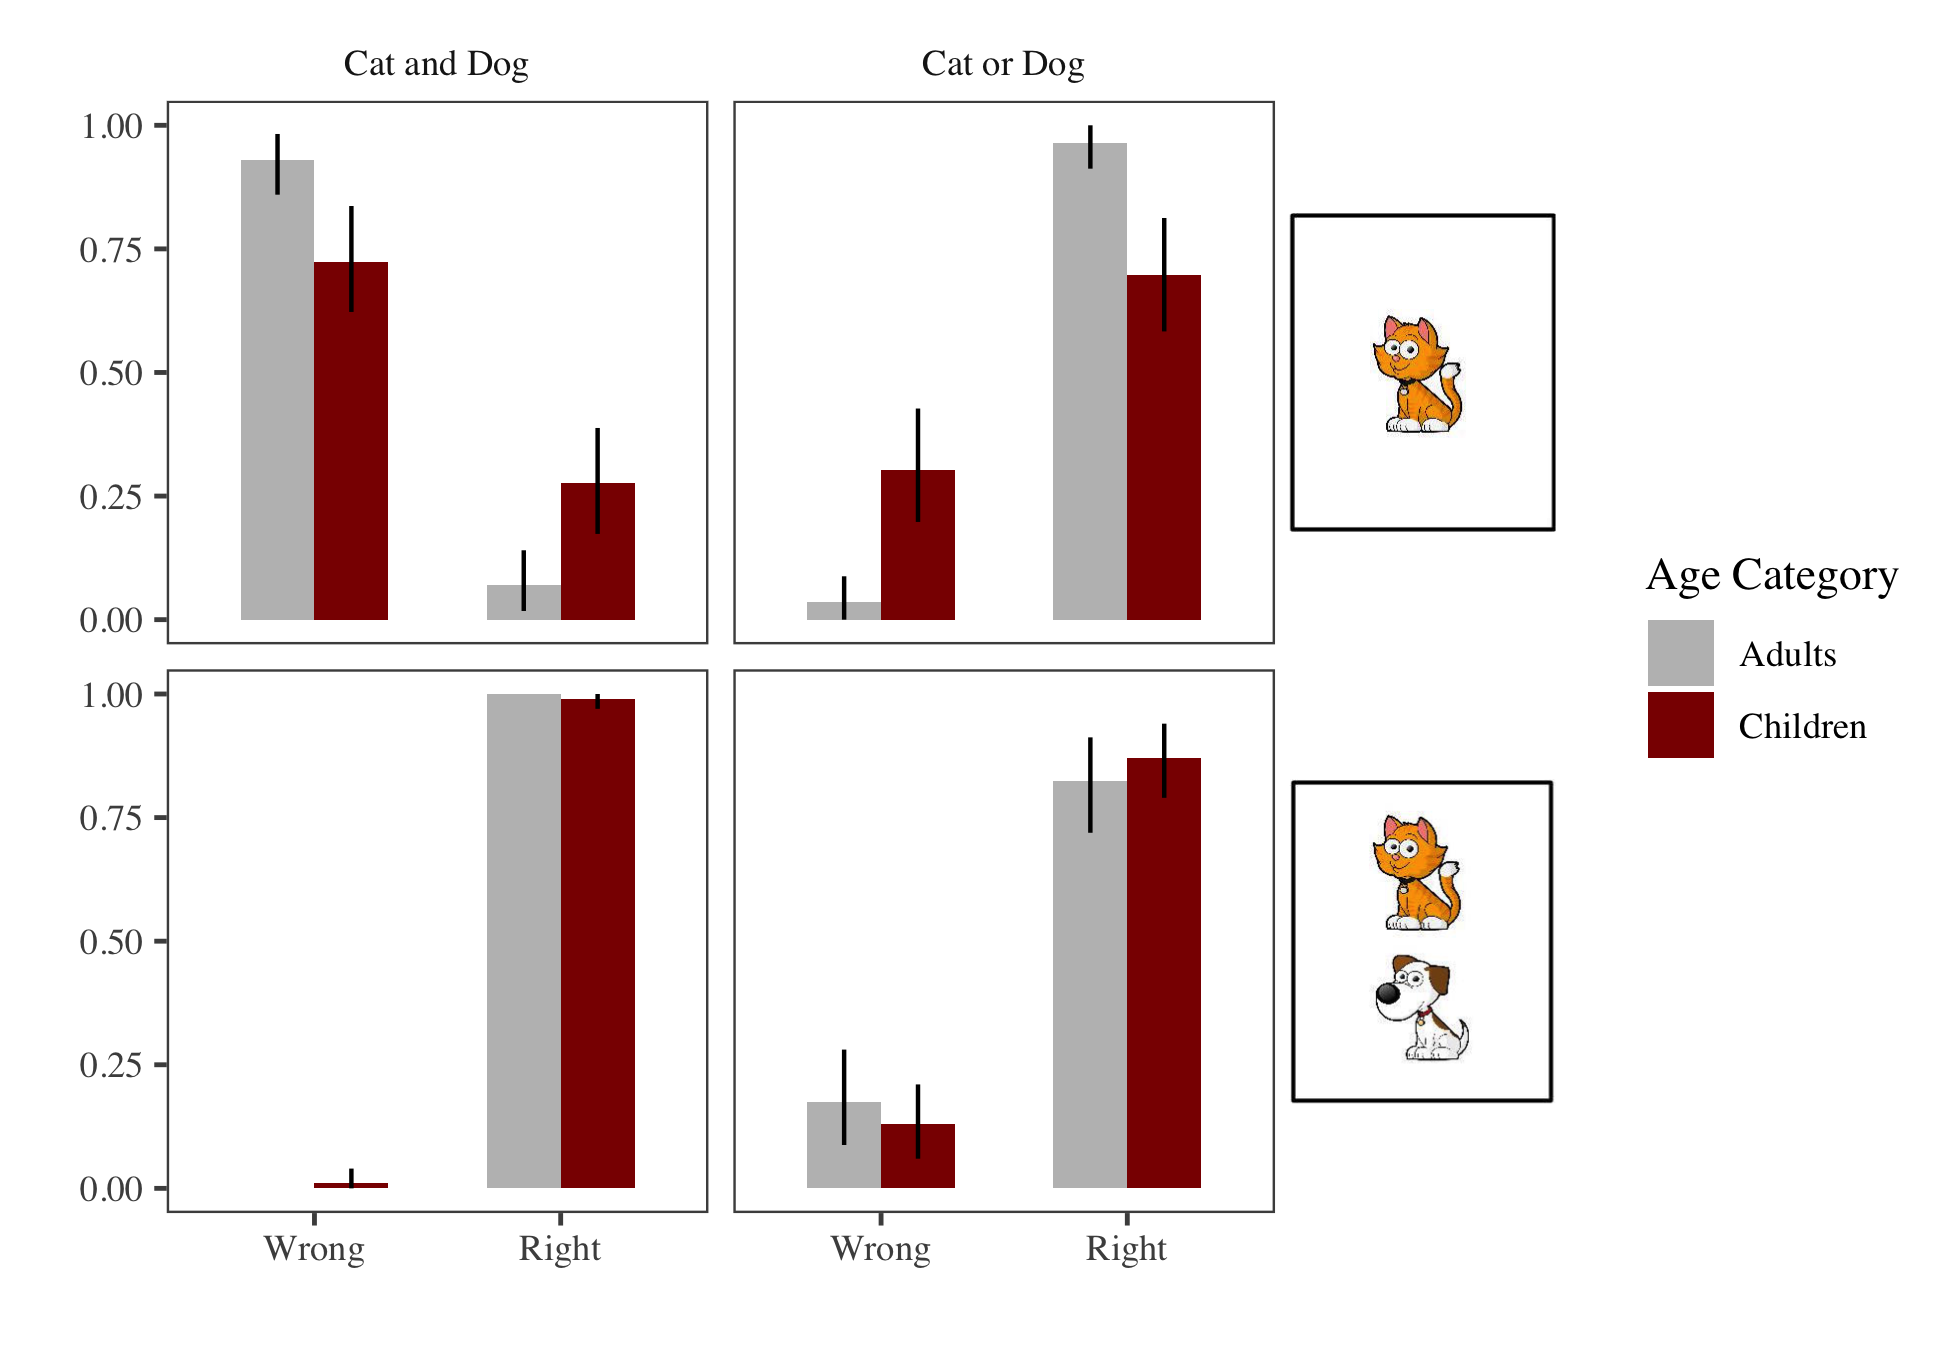 Cat and Dog
Cat or Dog
1.00
0.75
0.50
0.25
0.00
1.00
0.75
0.50
0.25
0.00
Wrong Right
Wrong Right
Age Category
Adults
Children